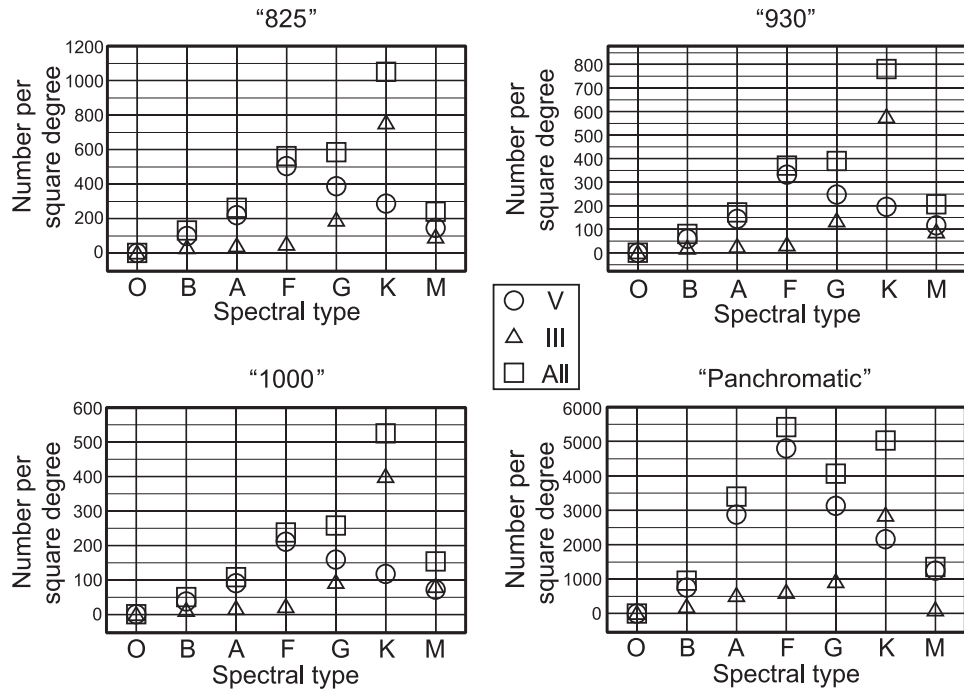 “825”
Number per
square degree
1200
1000
800
600
400
200
0
O B A F G K M
Spectral type
“930”
Number per
square degree
800
700
600
500
400
300
200
100
0
O B A F G K M
Spectral type
V
III
All
“1000”
Number per
square degree
600
500
400
300
200
100
0
O B A F G K M
Spectral type
“Panchromatic”
Number per
square degree
6000
5000
4000
3000
2000
1000
0
O B A F G K M
Spectral type